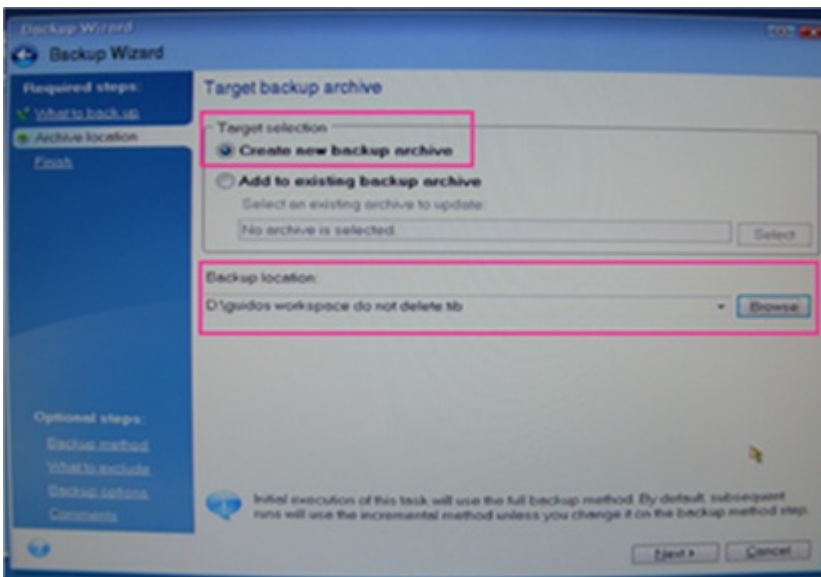 Backup Wizard
Backup Wizard
Required steps:
What to back up
Archive location
Finish
Target backup archive
Target selection
Create new backup archive
Add to existing backup archive
Select an existing archive to update:
No archive is selected
Select
Backup location:
D:\guidos workspace do not delete.tib
Browse
Optional steps:
Backup method
What to exclude
Backup options
Comments
Initial execution of this task will use the full backup method. By default, subsequent
runs will use the incremental method unless you change it on the backup method step.
Next >
Cancel